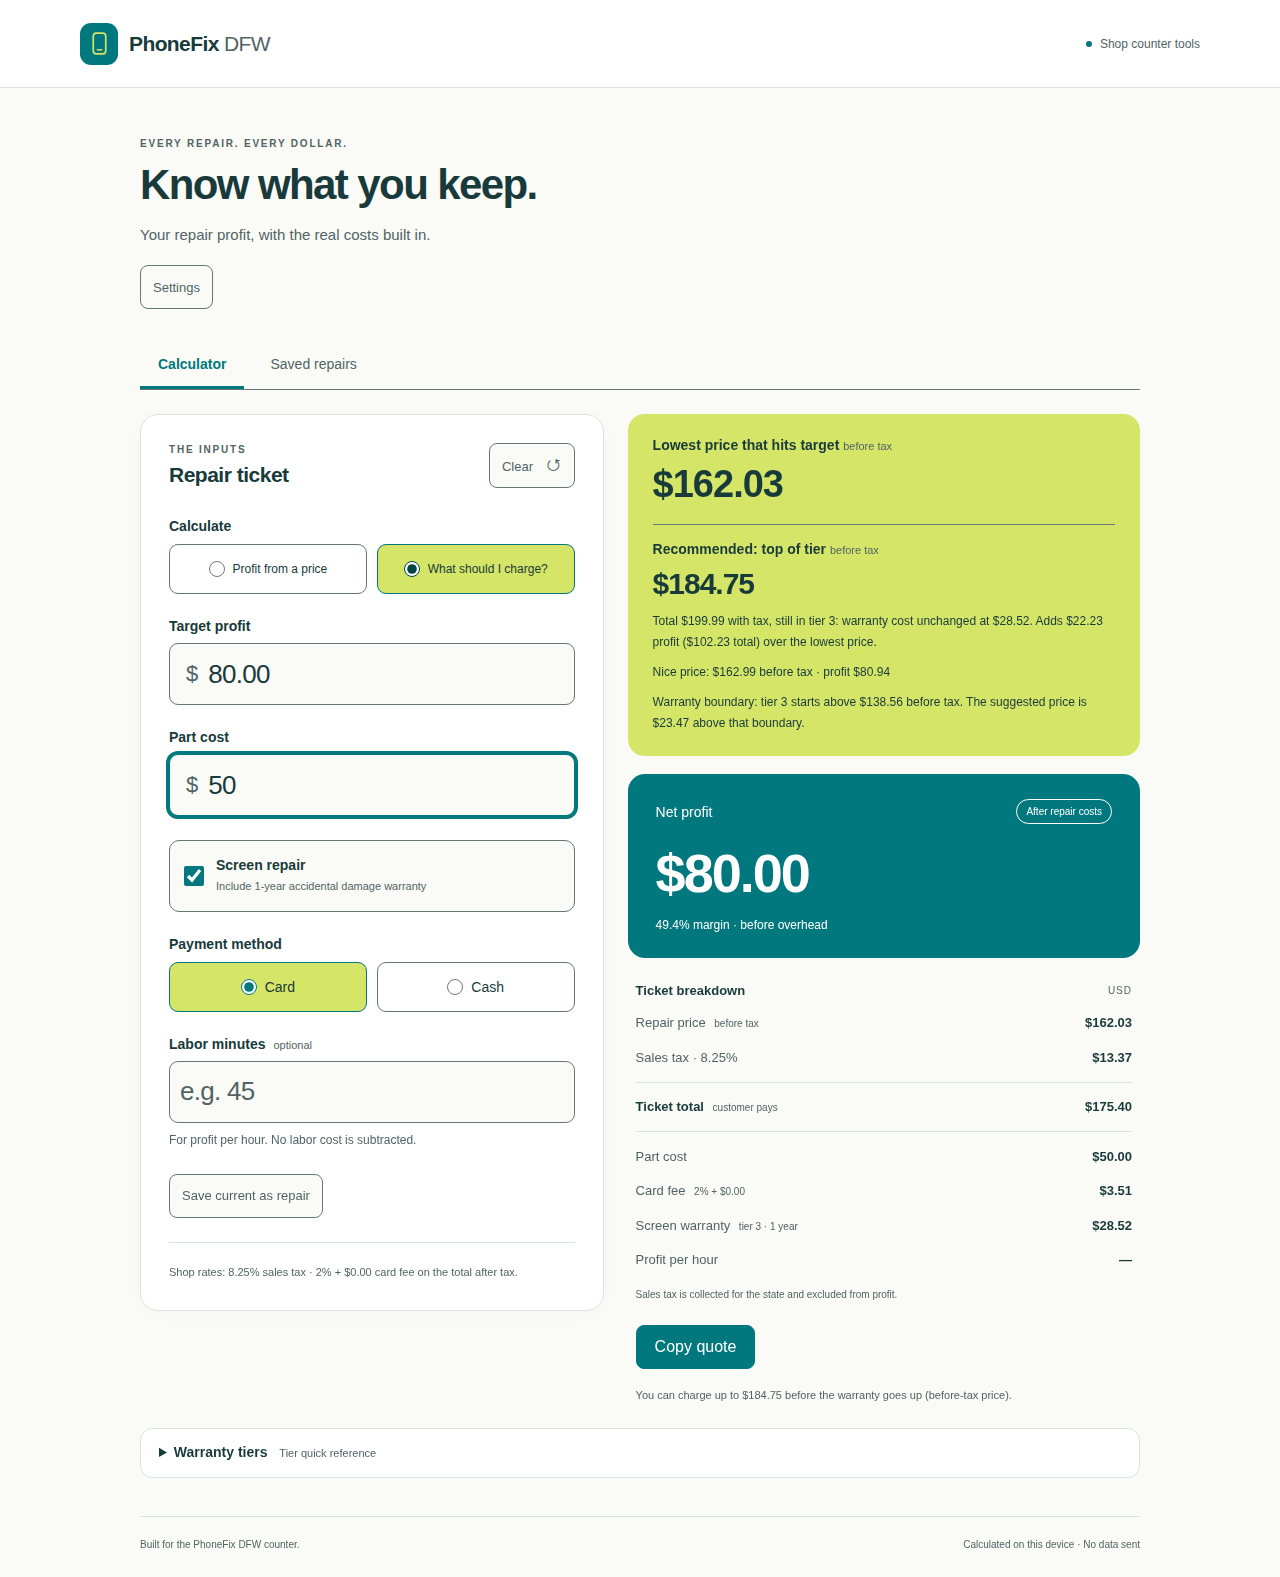 PhoneFix DFW
Shop counter tools
EVERY REPAIR. EVERY DOLLAR.
Know what you keep.
Your repair profit, with the real costs built in.
Settings
Calculator
Saved repairs
THE INPUTS
Repair ticket
Clear
Calculate
Profit from a price
What should I charge?
Target profit
$ 80.00
Part cost
$ 50
Screen repair
Include 1-year accidental damage warranty
Payment method
Card
Cash
Labor minutes optional
e.g. 45
For profit per hour. No labor cost is subtracted.
Save current as repair
Shop rates: 8.25% sales tax · 2% + $0.00 card fee on the total after tax.
Lowest price that hits target before tax
$162.03
Recommended: top of tier before tax
$184.75
Total $199.99 with tax, still in tier 3: warranty cost unchanged at $28.52. Adds $22.23
profit ($102.23 total) over the lowest price.
Nice price: $162.99 before tax · profit $80.94
Warranty boundary: tier 3 starts above $138.56 before tax. The suggested price is
$23.47 above that boundary.
Net profit
After repair costs
$80.00
49.4% margin · before overhead
Ticket breakdown
USD
Repair price before tax $162.03
Sales tax · 8.25% $13.37
Ticket total customer pays $175.40
Part cost $50.00
Card fee 2% + $0.00 $3.51
Screen warranty tier 3 · 1 year $28.52
Profit per hour —
Sales tax is collected for the state and excluded from profit.
Copy quote
You can charge up to $184.75 before the warranty goes up (before-tax price).
Warranty tiers Tier quick reference
Built for the PhoneFix DFW counter.
Calculated on this device · No data sent